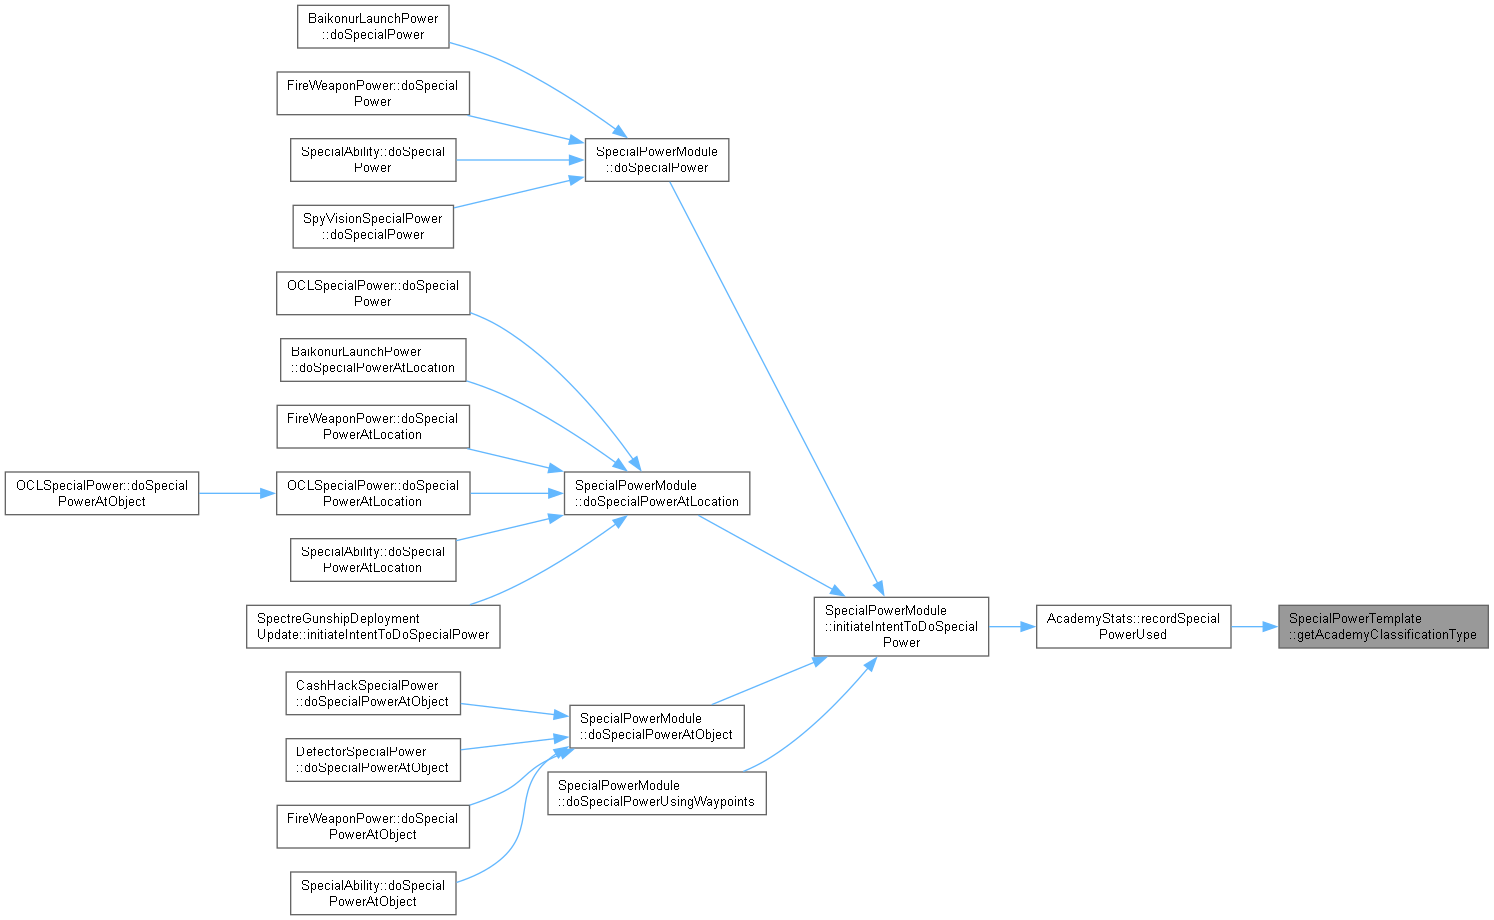 BaikonurLaunchPower
::doSpecialPower
FireWeaponPower::doSpecial
Power
SpecialAbility::doSpecial
Power
SpyVisionSpecialPower
::doSpecialPower
SpecialPowerModule
::doSpecialPower
OCLSpecialPower::doSpecial
Power
BaikonurLaunchPower
::doSpecialPowerAtLocation
FireWeaponPower::doSpecial
PowerAtLocation
OCLSpecialPower::doSpecial
PowerAtObject
OCLSpecialPower::doSpecial
PowerAtLocation
SpecialPowerModule
::doSpecialPowerAtLocation
SpecialAbility::doSpecial
PowerAtLocation
SpectreGunshipDeployment
Update::initiateIntentToDoSpecialPower
SpecialPowerModule
::initiateIntentToDoSpecial
Power
AcademyStats::recordSpecial
PowerUsed
SpecialPowerTemplate
::getAcademyClassificationType
CashHackSpecialPower
::doSpecialPowerAtObject
SpecialPowerModule
::doSpecialPowerAtObject
DefectorSpecialPower
::doSpecialPowerAtObject
SpecialPowerModule
::doSpecialPowerUsingWaypoints
FireWeaponPower::doSpecial
PowerAtObject
SpecialAbility::doSpecial
PowerAtObject